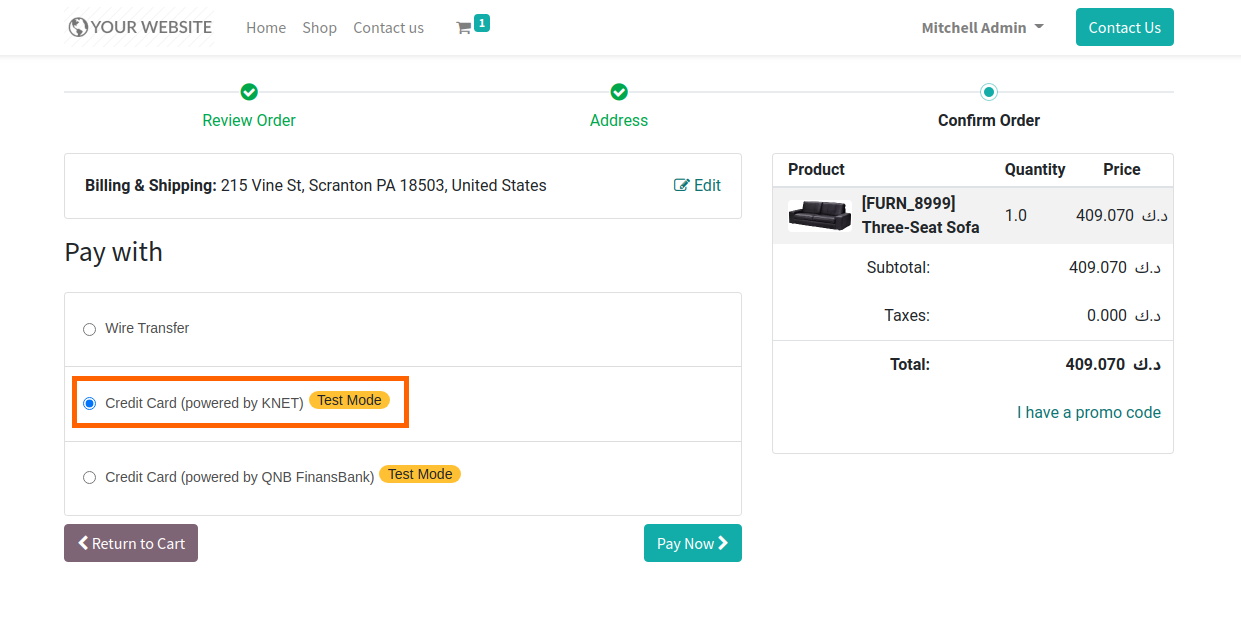 YOUR WEBSITE Home Shop Contact us 1 Mitchell Admin Contact Us
Review Order Address Confirm Order
Billing & Shipping: 215 Vine St, Scranton PA 18503, United States Edit
Pay with
Wire Transfer
Credit Card (powered by KNET) Test Mode
Credit Card (powered by QNB FinansBank) Test Mode
Return to Cart Pay Now
Product Quantity Price
[FURN_8999]
Three-Seat Sofa 1.0 409.070 د.ك
Subtotal: 409.070 د.ك
Taxes: 0.000 د.ك
Total: 409.070 د.ك
I have a promo code